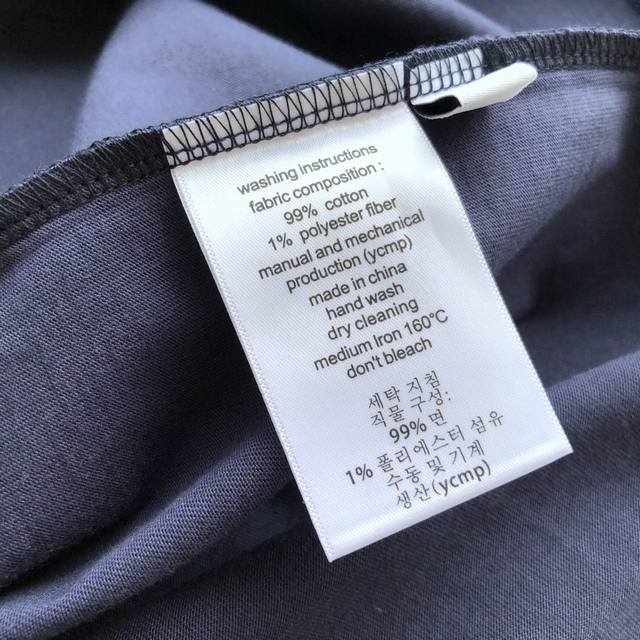 washing instructions
fabric composition :
99% cotton
1% polyester fiber
manual and mechanical
production (ycmp)
made in china
hand wash
dry cleaning
medium Iron 160°C
don't bleach
세탁 지침
직물 구성:
99% 면
1% 폴리에스터 섬유
수동 및 기계
생산(ycmp)